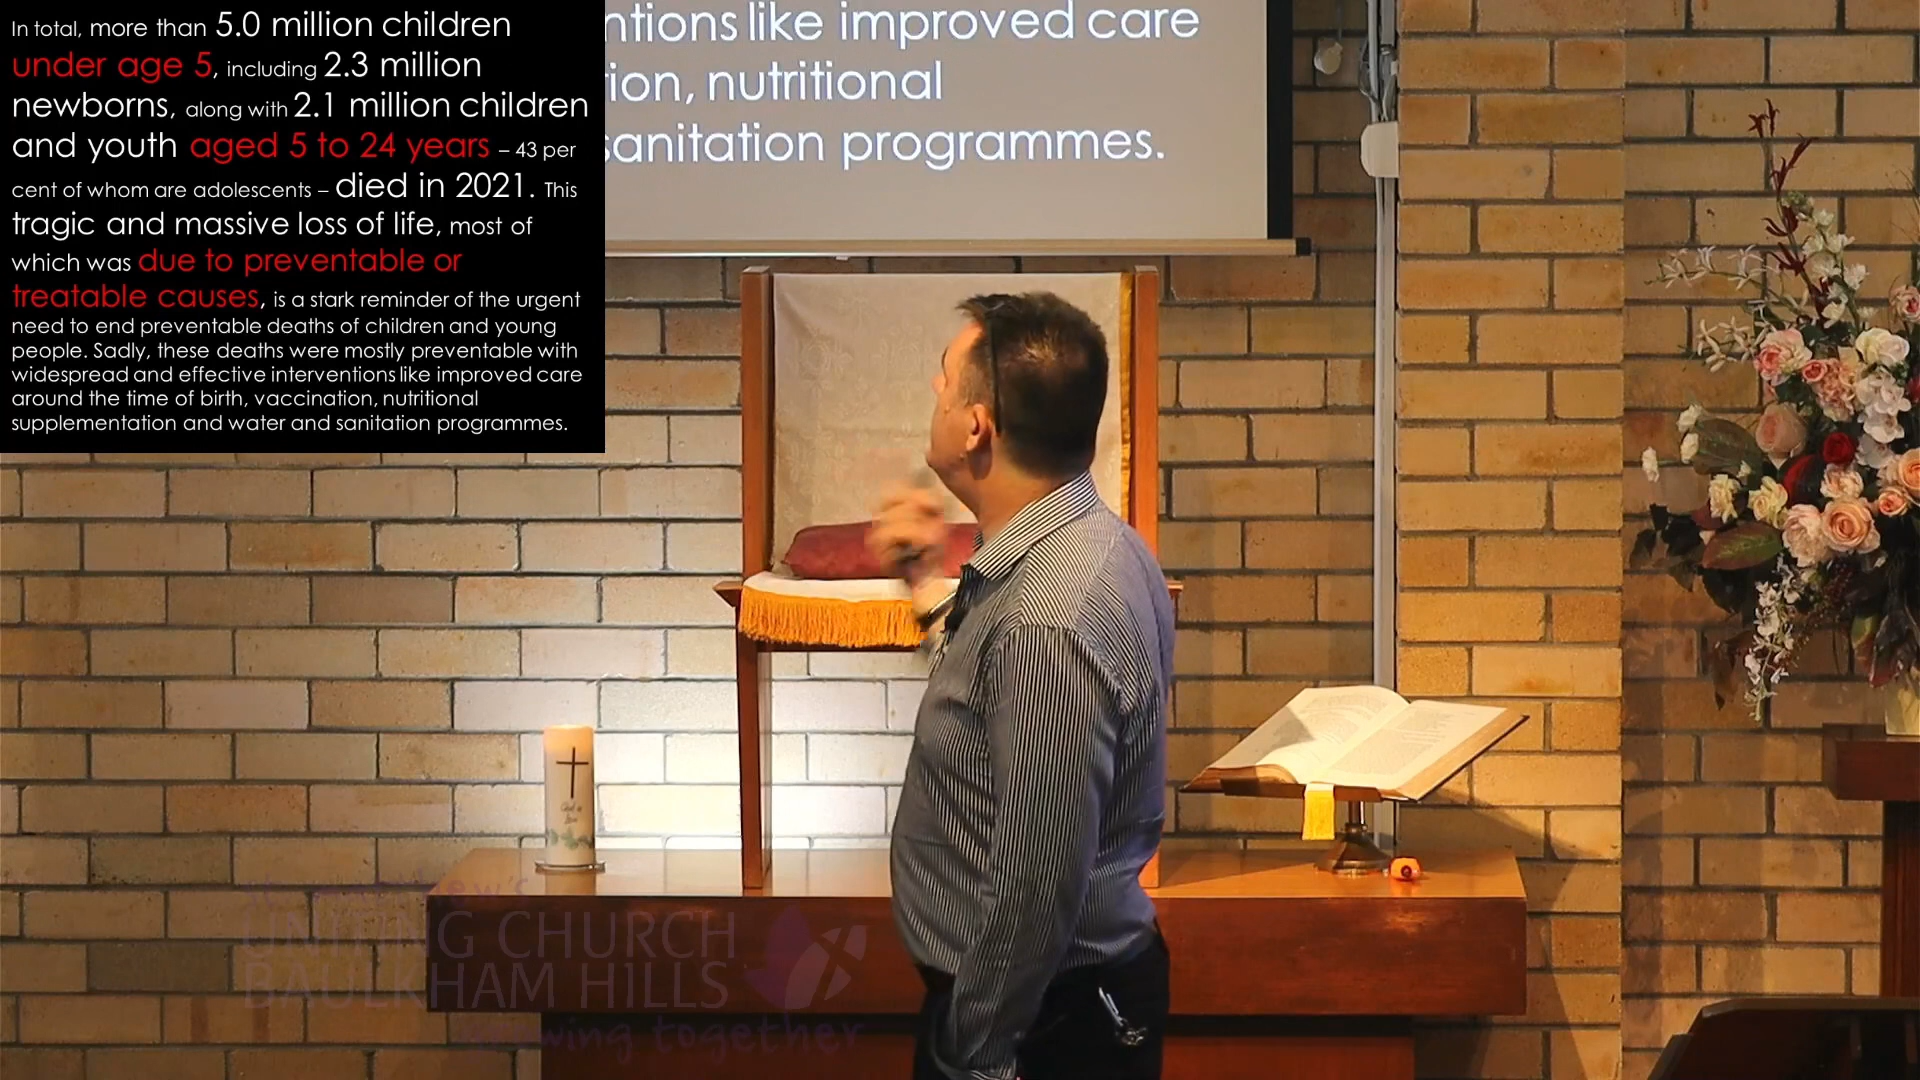 In total, more than 5.0 million children
under age 5, including 2.3 million
newborns, along with 2.1 million children
and youth aged 5 to 24 years – 43 per
cent of whom are adolescents – died in 2021. This
tragic and massive loss of life, most of
which was due to preventable or
treatable causes, is a stark reminder of the urgent
need to end preventable deaths of children and young
people. Sadly, these deaths were mostly preventable with
widespread and effective interventions like improved care
around the time of birth, vaccination, nutritional
supplementation and water and sanitation programmes.
ntions like improved care
ion, nutritional
sanitation programmes.
St Matthew's
UNITING CHURCH
BAULKHAM HILLS
growing together